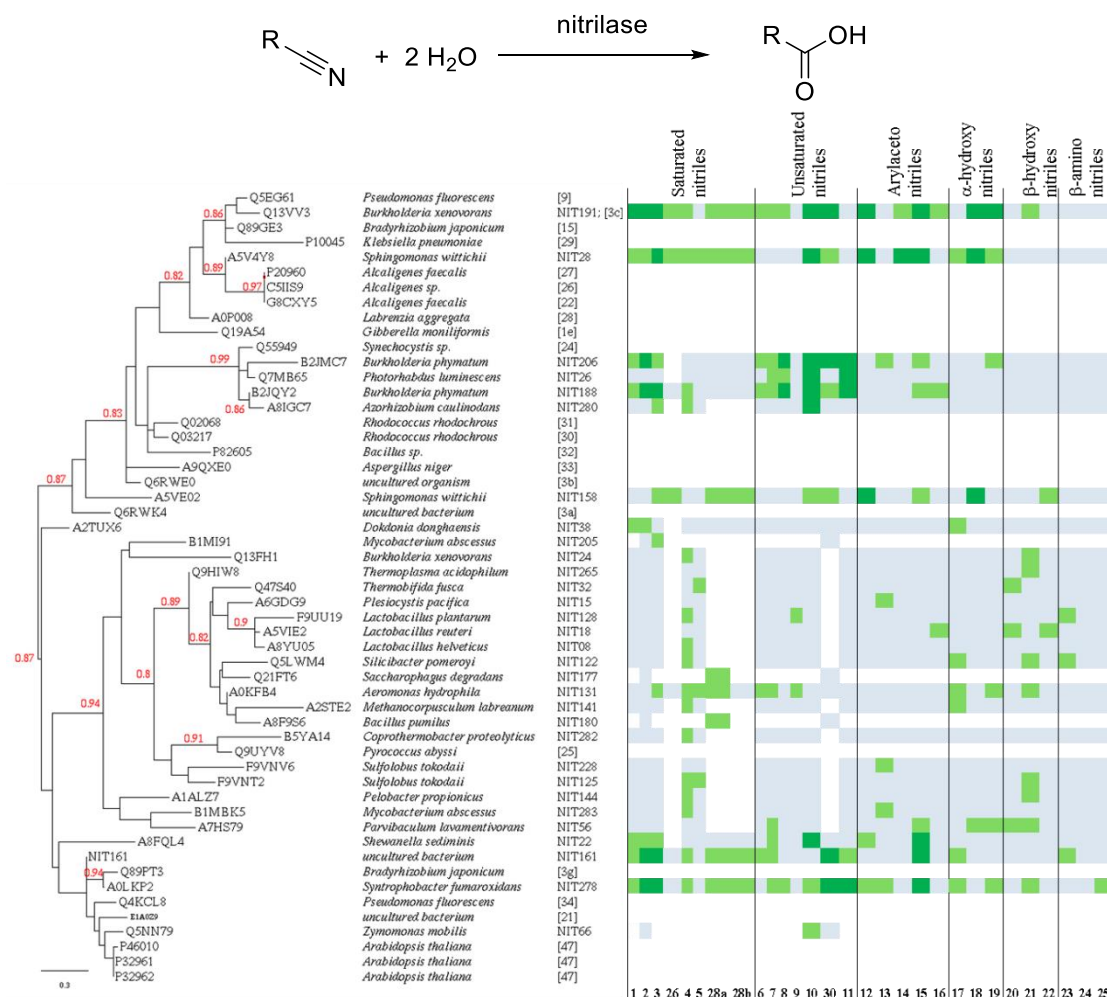 nitrilase
R N + 2 H2O R OH O
Saturated nitriles
Unsaturated nitriles
Arylaceto nitriles
α-hydroxy nitriles
β-hydroxy nitriles
β-amino nitriles
Q5EG61 Pseudomonas fluorescens [9]
0.86 Q13VV3 Burkholderia xenovorans NIT191; [3c]
Q89GE3 Bradyrhizobium japonicum [15]
P10045 Klebsiella pneumoniae [29]
A5V4Y8 Sphingomonas wittichii NIT28
0.82 0.89 P20960 Alcaligenes faecalis [27]
0.97 C5IIS9 Alcaligenes sp. [26]
G8CXY5 Alcaligenes faecalis [22]
A0P008 Labrenzia aggregata [28]
Q19A54 Gibberella moniliformis [1e]
Q55949 Synechocystis sp. [24]
0.99 B2JMC7 Burkholderia phymatum NIT206
Q7MB65 Photorhabdus luminescens NIT26
B2JQY2 Burkholderia phymatum NIT188
0.86 A8IGC7 Azorhizobium caulinodans NIT280
0.83 Q02068 Rhodococcus rhodochrous [31]
Q03217 Rhodococcus rhodochrous [30]
P82605 Bacillus sp. [32]
A9QXE0 Aspergillus niger [33]
0.87 Q6RWE0 uncultured organism [3b]
A5VE02 Sphingomonas wittichii NIT158
Q6RWK4 uncultured bacterium [3a]
A2TUX6 Dokdonia donghaensis NIT38
B1MI91 Mycobacterium abscessus NIT205
Q13FH1 Burkholderia xenovorans NIT24
Q9HIW8 Thermoplasma acidophilum NIT265
0.89 Q47S40 Thermobifida fusca NIT32
A6GDG9 Plesiocystis pacifica NIT15
F9UU19 Lactobacillus plantarum NIT128
0.9 A5VIE2 Lactobacillus reuteri NIT18
0.82 A8YU05 Lactobacillus helveticus NIT08
0.87 Q5LWM4 Silicibacter pomeroyi NIT122
0.8 Q21FT6 Saccharophagus degradans NIT177
A0KFB4 Aeromonas hydrophila NIT131
0.94 A2STE2 Methanocorpusculum labreanum NIT141
A8F9S6 Bacillus pumilus NIT180
0.91 B5YA14 Coprothermobacter proteolyticus NIT282
Q9UYV8 Pyrococcus abyssi [25]
F9VNV6 Sulfolobus tokodaii NIT228
F9VNT2 Sulfolobus tokodaii NIT125
A1ALZ7 Pelobacter propionicus NIT144
B1MBK5 Mycobacterium abscessus NIT283
A7HS79 Parvibaculum lavamentivorans NIT56
A8FQL4 Shewanella sediminis NIT22
NIT161 uncultured bacterium NIT161
0.94 Q89PT3 Bradyrhizobium japonicum [3g]
A0LKP2 Syntrophobacter fumaroxidans NIT278
Q4KCL8 Pseudomonas fluorescens [34]
E1A0Z9 uncultured bacterium [21]
Q5NN79 Zymomonas mobilis NIT66
P46010 Arabidopsis thaliana [47]
P32961 Arabidopsis thaliana [47]
P32962 Arabidopsis thaliana [47]
0.3
1 2 3 26 4 5 28a 28b 6 7 8 9 10 30 11 12 13 14 15 16 17 18 19 20 21 22 23 24 25